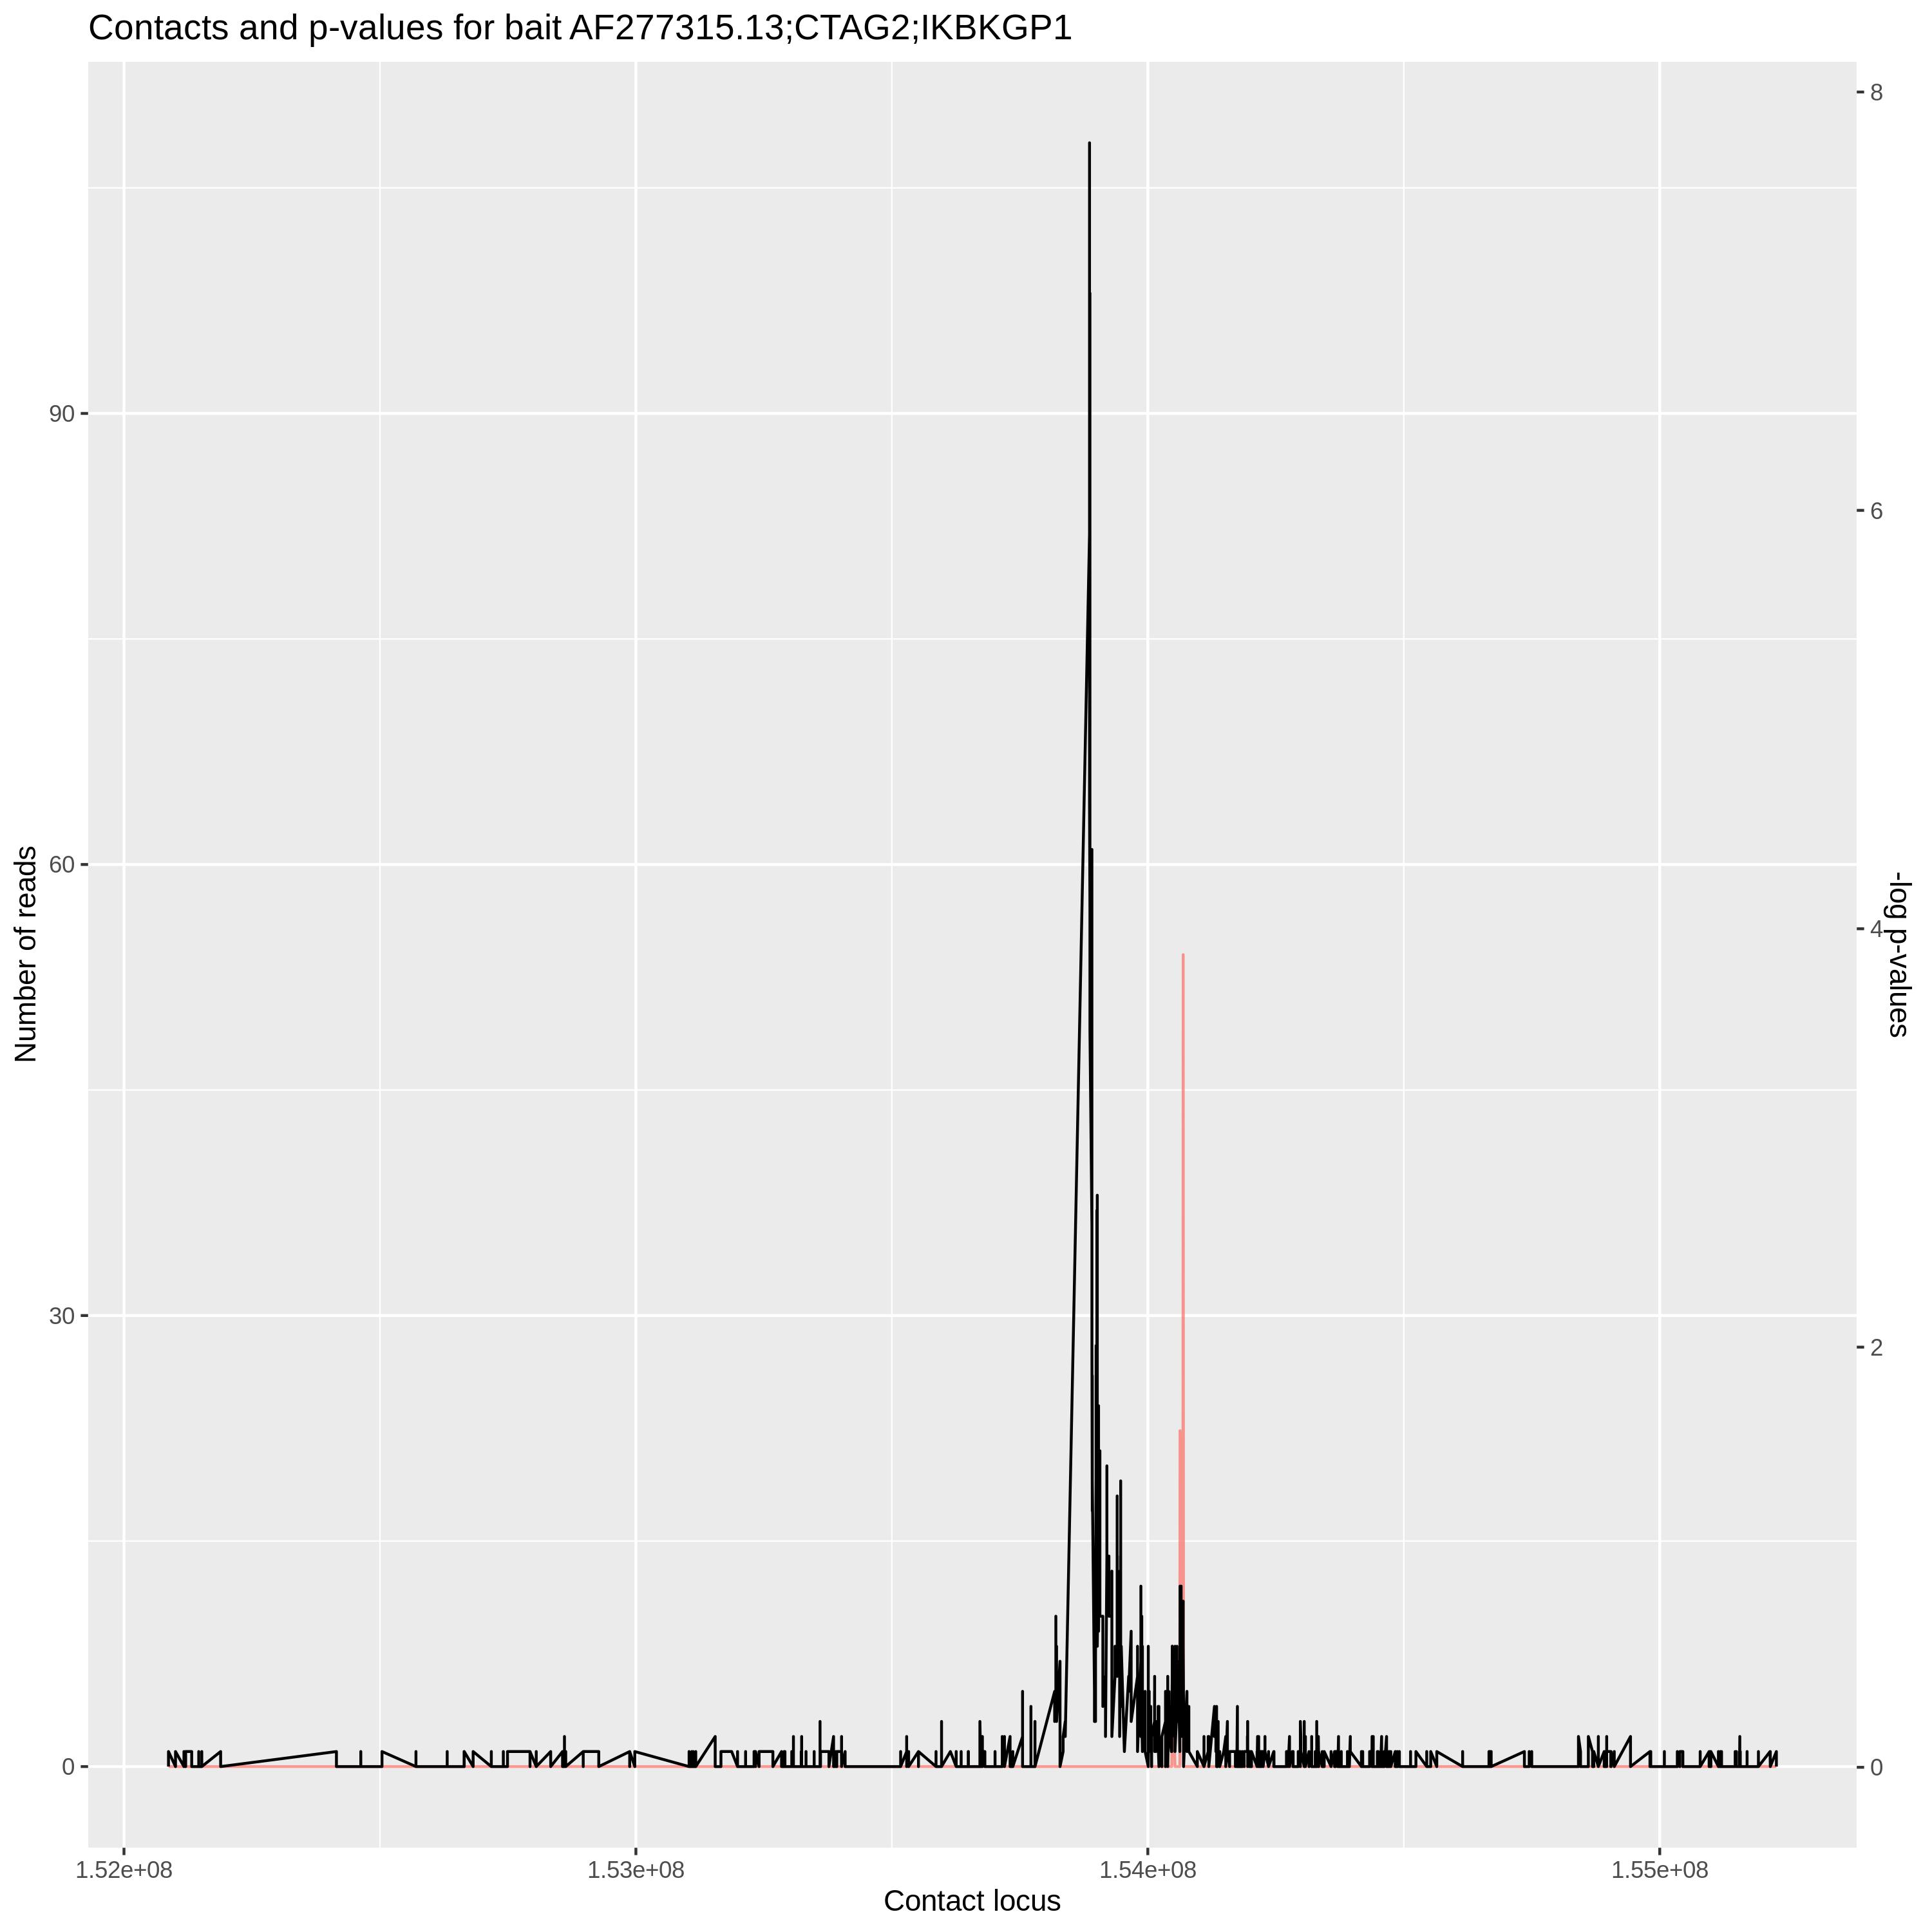 Contacts and p-values for bait AF277315.13;CTAG2;IKBKGP1
8
90
6
60
4
Number of reads
-log p-values
30
2
0
0
1.52e+08
1.53e+08
1.54e+08
1.55e+08
Contact locus